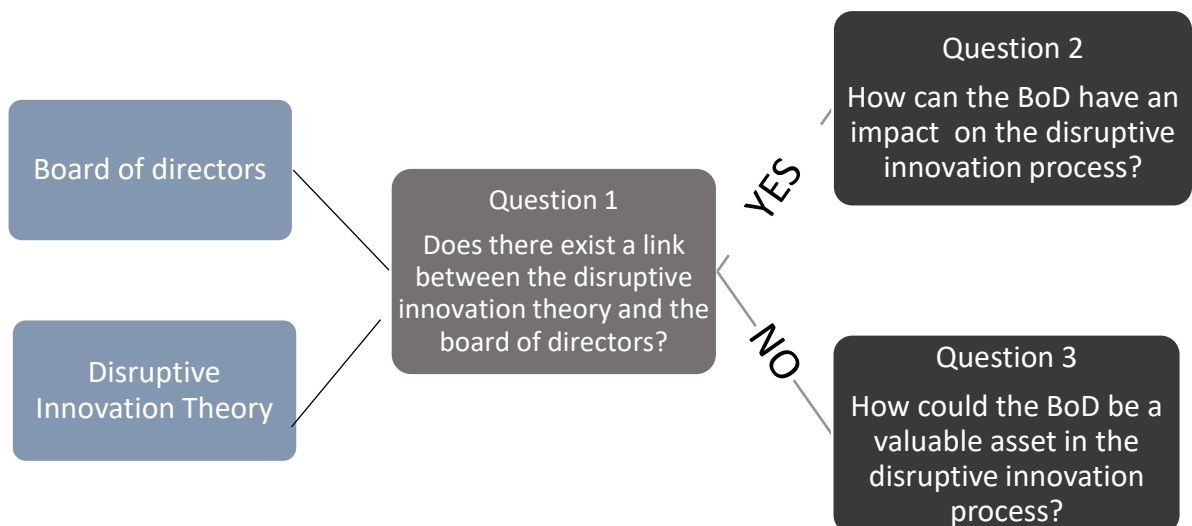 Board of directors
Disruptive
Innovation Theory
Question 1
Does there exist a link
between the disruptive
innovation theory and the
board of directors?
YES
NO
Question 2
How can the BoD have an
impact  on the disruptive
innovation process?
Question 3
How could the BoD be a
valuable asset in the
disruptive innovation
process?